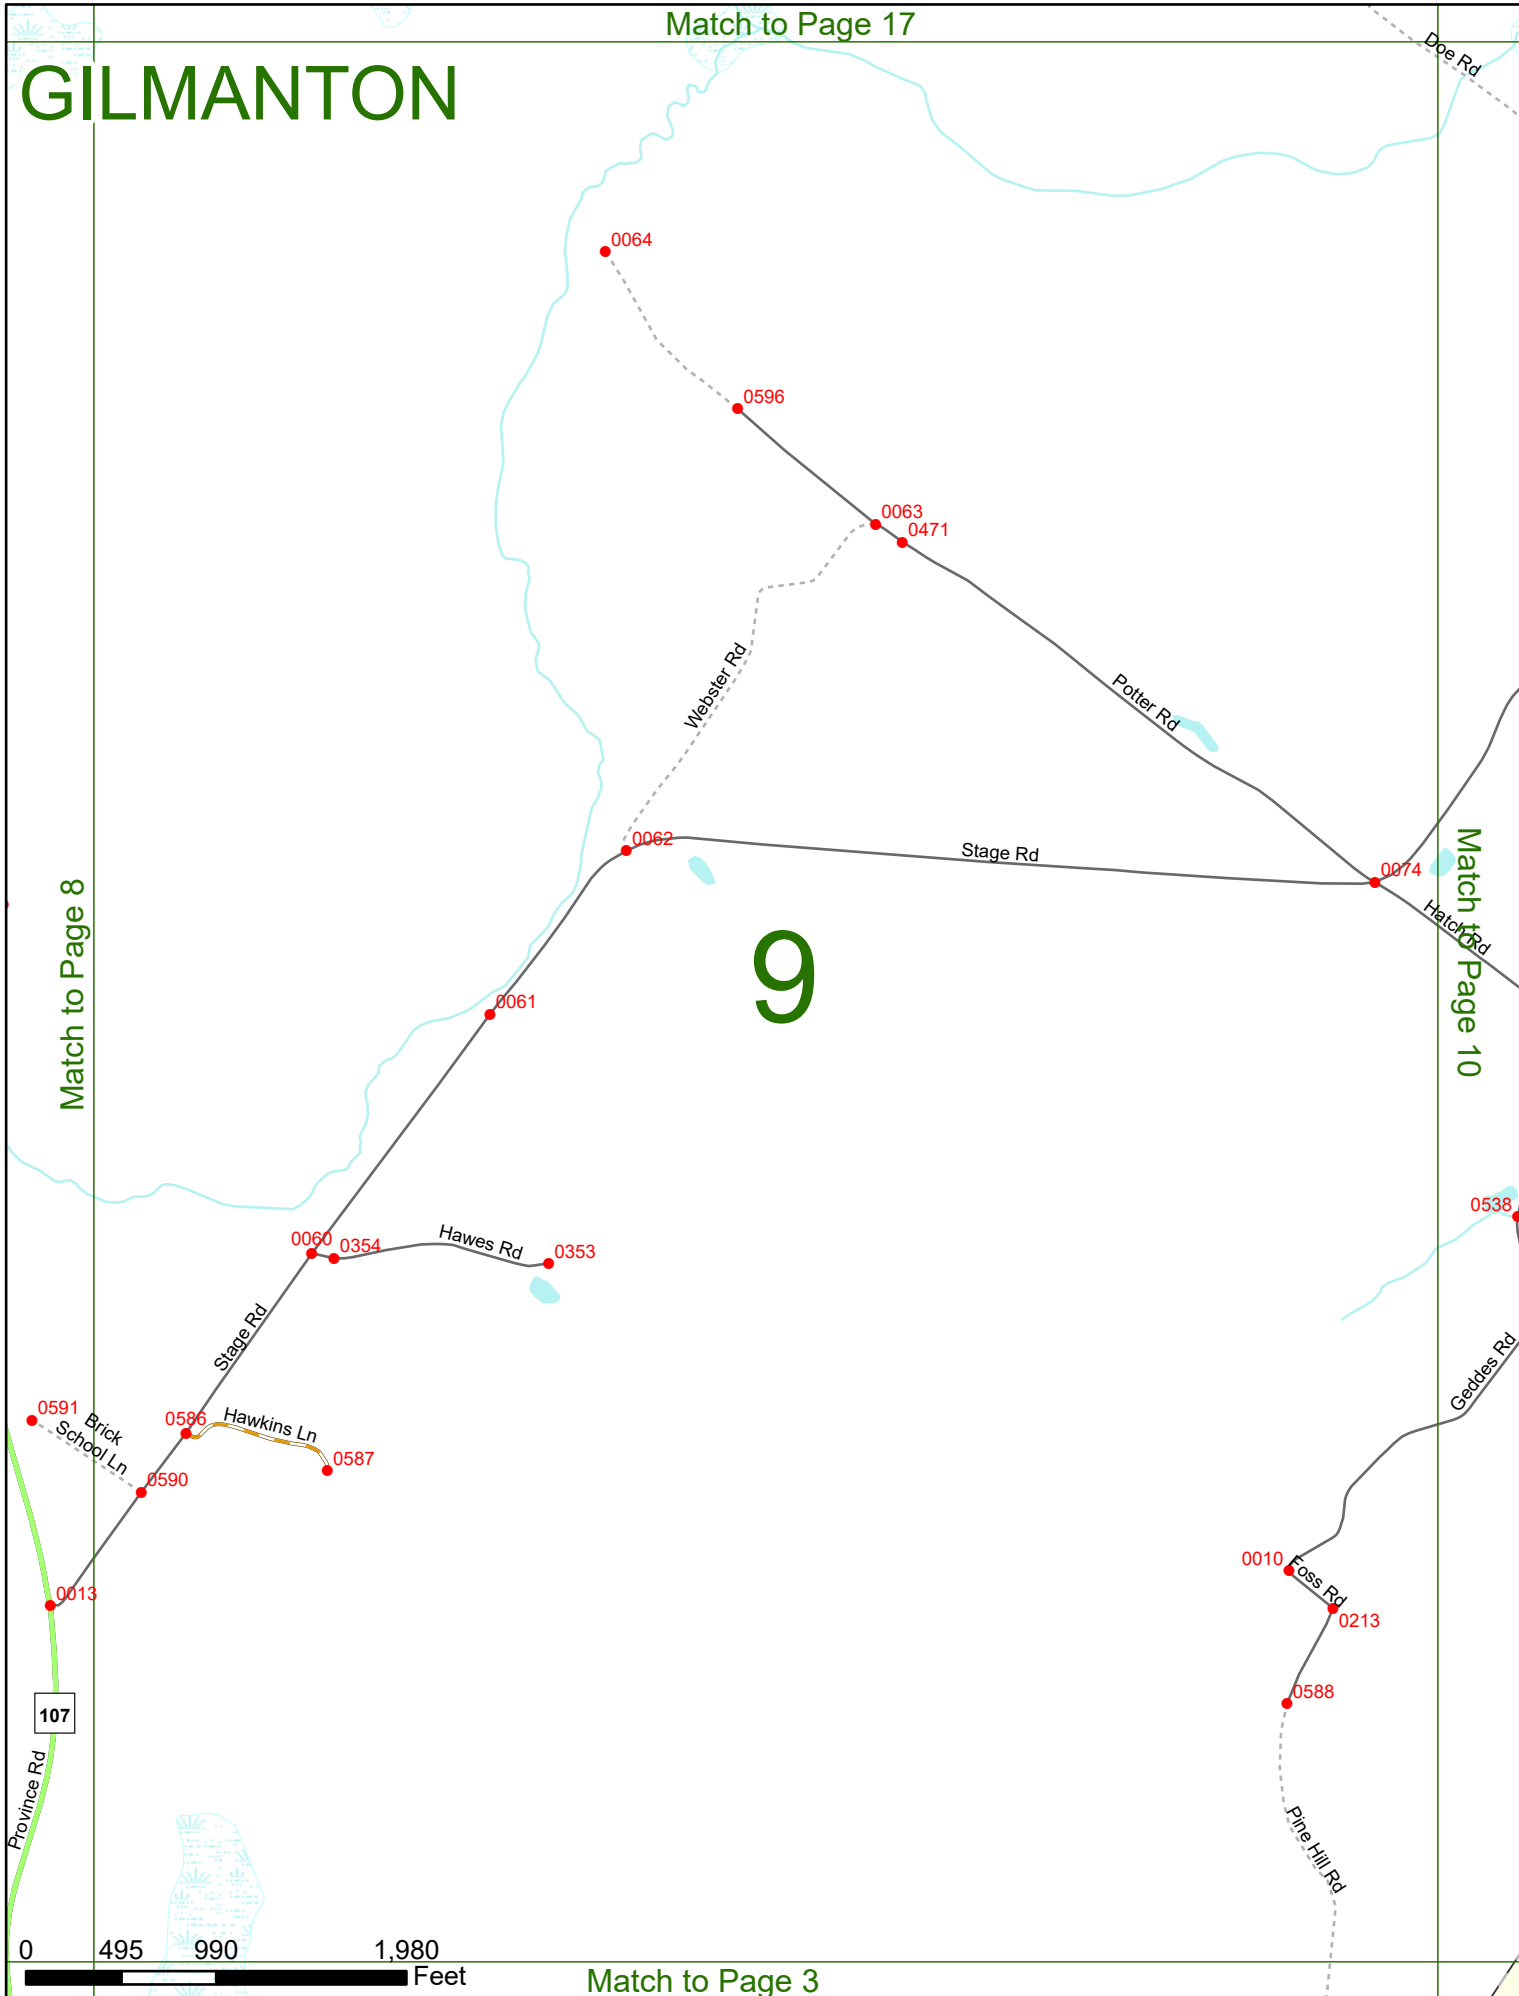 Match to Page 17
GILMANTON
Doe Rd
0064
0596
0063
0471
Webster Rd
Potter Rd
0062
Stage Rd
0074
Hatch Rd
Match to Page 8
9
Match to Page 10
0061
0538
0060
0354
Hawes Rd
0353
Stage Rd
Geddes Rd
0591
Brick
School Ln
0586
Hawkins Ln
0587
0590
0010
Foss Rd
0013
0213
0588
107
Province Rd
Pine Hill Rd
0 495 990 1,980
Feet
Match to Page 3